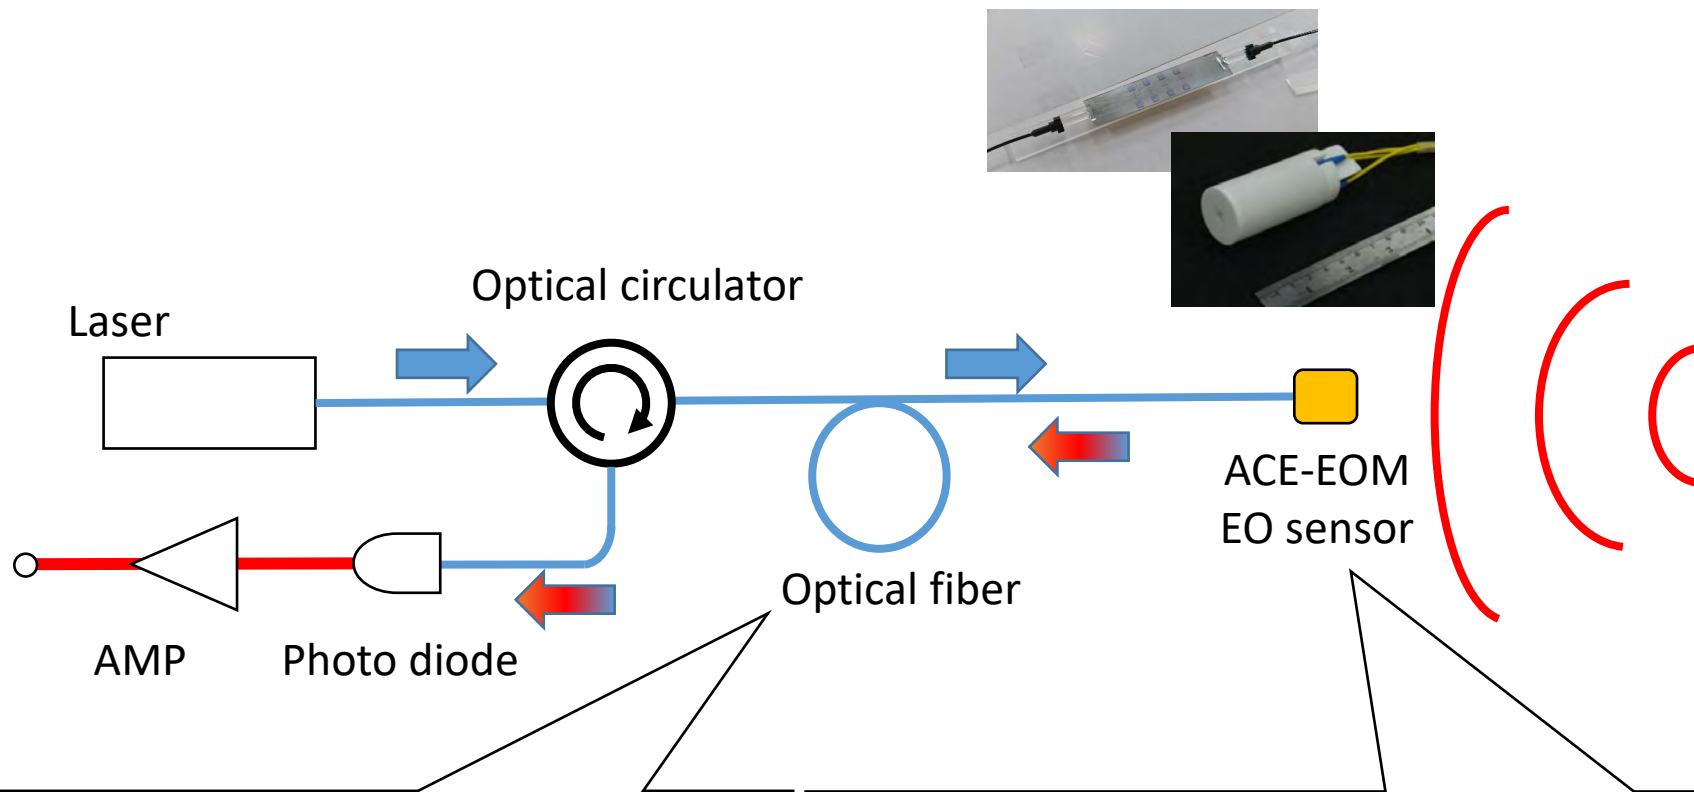 Optical circulator
Laser
ACE-EOM
EO sensor
Optical fiber
AMP
Photo diode